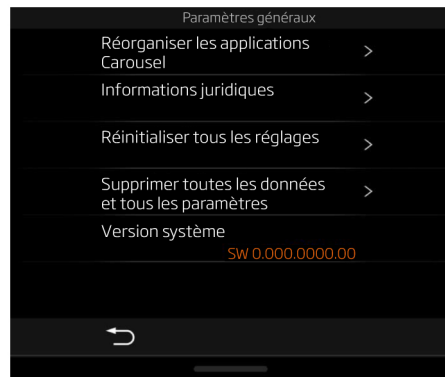 Paramètres généraux
Réorganiser les applications
Carousel
Informations juridiques
Réinitialiser tous les réglages
Supprimer toutes les données
et tous les paramètres
Version système
SW 0.000.0000.00